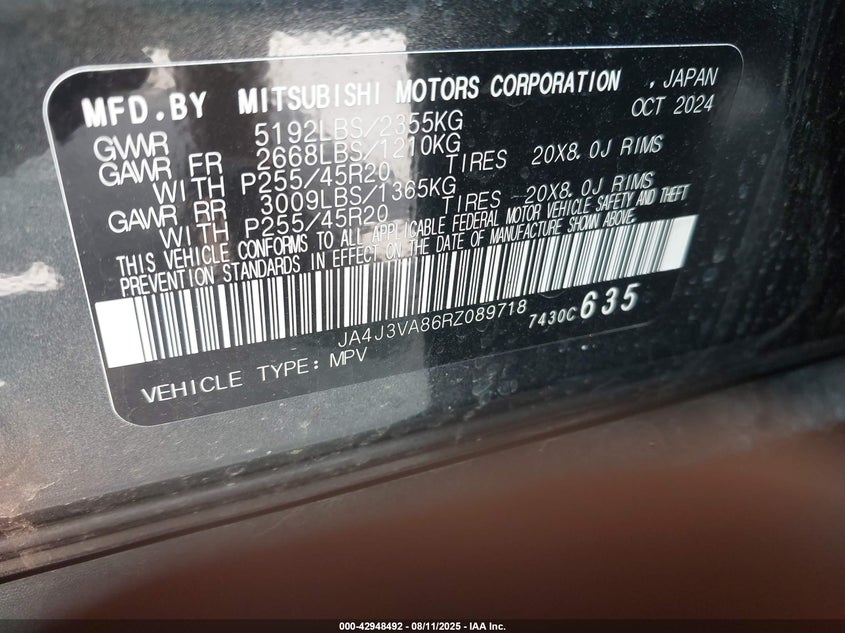 MFD.BY MITSUBISHI MOTORS CORPORATION , JAPAN
OCT 2024
GVWR 5192LBS/2355KG
GAWR FR 2668LBS/1210KG
WITH P255/45R20 TIRES 20X8.0J RIMS
GAWR RR 3009LBS/1365KG
WITH P255/45R20 TIRES 20X8.0J RIMS
THIS VEHICLE CONFORMS TO ALL APPLICABLE FEDERAL MOTOR VEHICLE SAFETY AND THEFT
PREVENTION STANDARDS IN EFFECT ON THE DATE OF MANUFACTURE SHOWN ABOVE.
JA4J3VA86RZ089718 7430C 635
VEHICLE TYPE: MPV
000-42948492 - 08/11/2025 - IAA Inc.